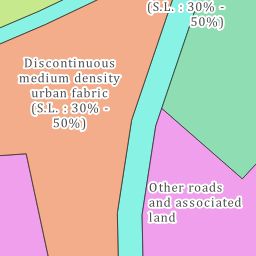 (S.L. : 30% -
50%)
Discontinuous
medium density
urban fabric
(S.L. : 30% -
50%)
Other roads
and associated
land